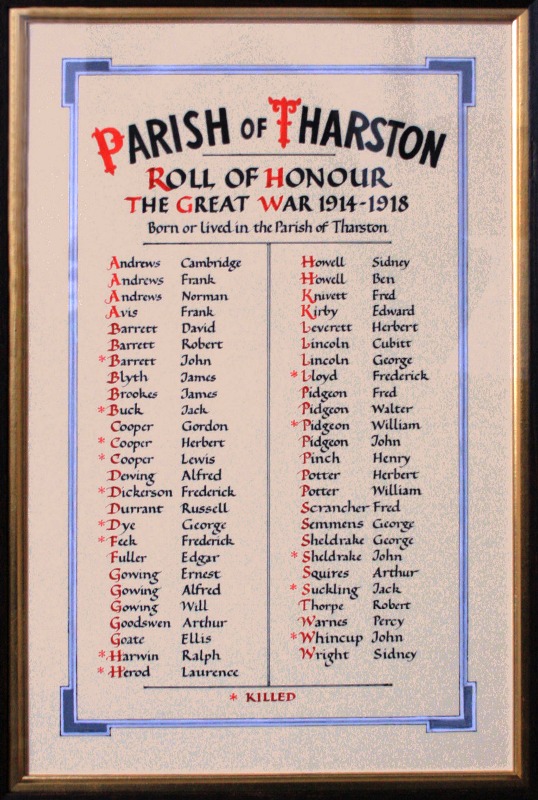 PARISH OF THARSTON
ROLL OF HONOUR
THE GREAT WAR 1914-1918
Born or lived in the Parish of Tharston
Andrews Cambridge
Andrews Frank
Andrews Norman
Avis Frank
Barrett David
Barrett Robert
* Barrett John
Blyth James
Brookes James
* Buck Jack
Cooper Gordon
* Cooper Herbert
* Cooper Lewis
Dewing Alfred
* Dickerson Frederick
Durrant Russell
* Dye George
* Feek Frederick
Fuller Edgar
Gowing Ernest
Gowing Alfred
Gowing Will
Goodswen Arthur
Goate Ellis
* Harwin Ralph
* Herod Laurence
Howell Sidney
Howell Ben
Knivett Fred
Kirby Edward
Leverett Herbert
Lincoln Cubitt
Lincoln George
* Lloyd Frederick
Pidgeon Fred
Pidgeon Walter
* Pidgeon William
Pidgeon John
Pinch Henry
Potter Herbert
Potter William
Scrancher Fred
Semmens George
Sheldrake George
* Sheldrake John
Squires Arthur
* Suckling Jack
Thorpe Robert
Warnes Percy
* Whincup John
Wright Sidney
* KILLED